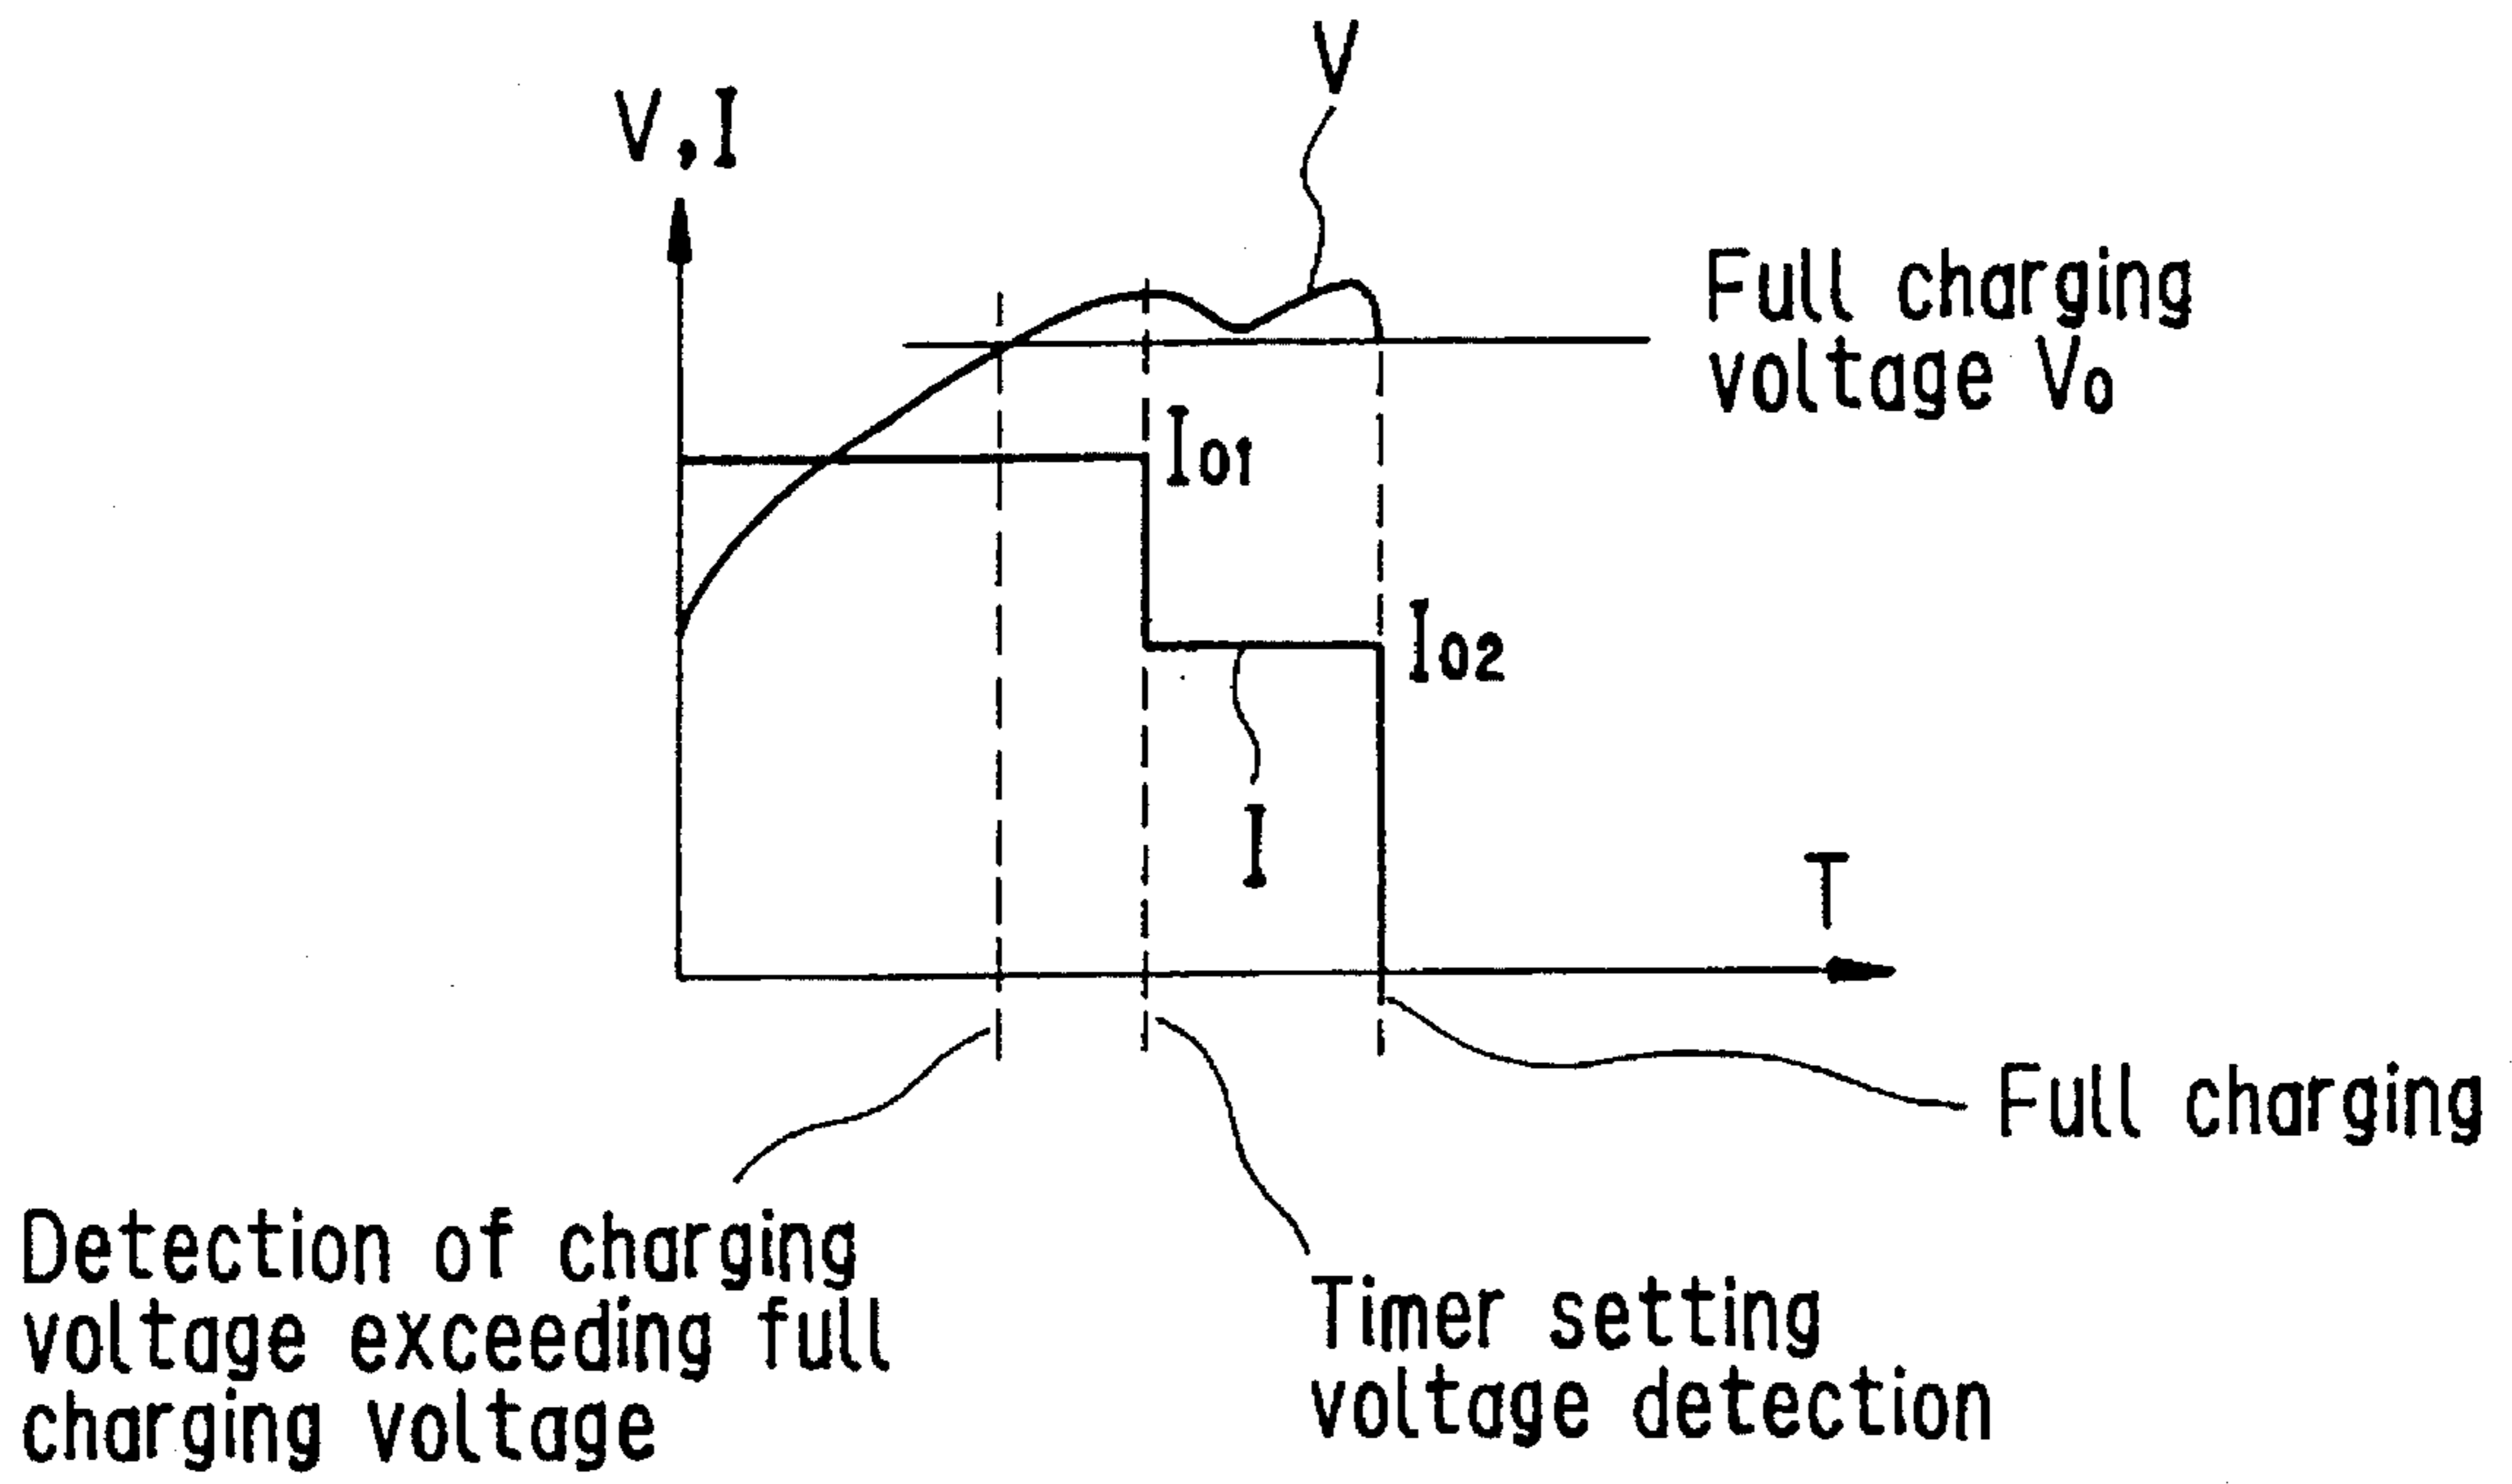 V
V,I
Full charging
voltage V0
I01
I02
I
T
Full charging
Detection of charging
voltage exceeding full
charging voltage
Timer setting
voltage detection